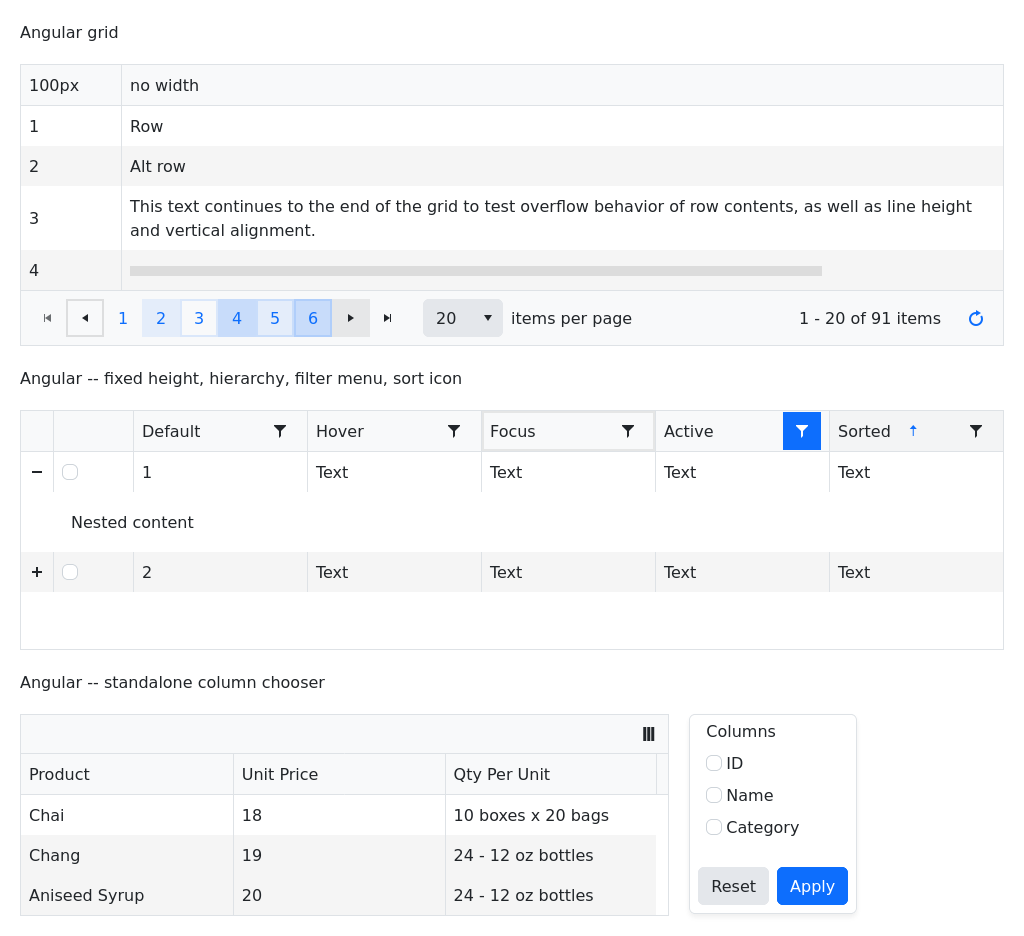 Angular grid
100px no width
1 Row
2 Alt row
3 This text continues to the end of the grid to test overflow behavior of row contents, as well as line height
and vertical alignment.
4
1 2 3 4 5 6 20 items per page 1 - 20 of 91 items
Angular -- fixed height, hierarchy, filter menu, sort icon
Default Hover Focus Active Sorted
1 Text Text Text Text
Nested content
2 Text Text Text Text
Angular -- standalone column chooser
Product Unit Price Qty Per Unit
Chai 18 10 boxes x 20 bags
Chang 19 24 - 12 oz bottles
Aniseed Syrup 20 24 - 12 oz bottles
Columns
ID
Name
Category
Reset Apply